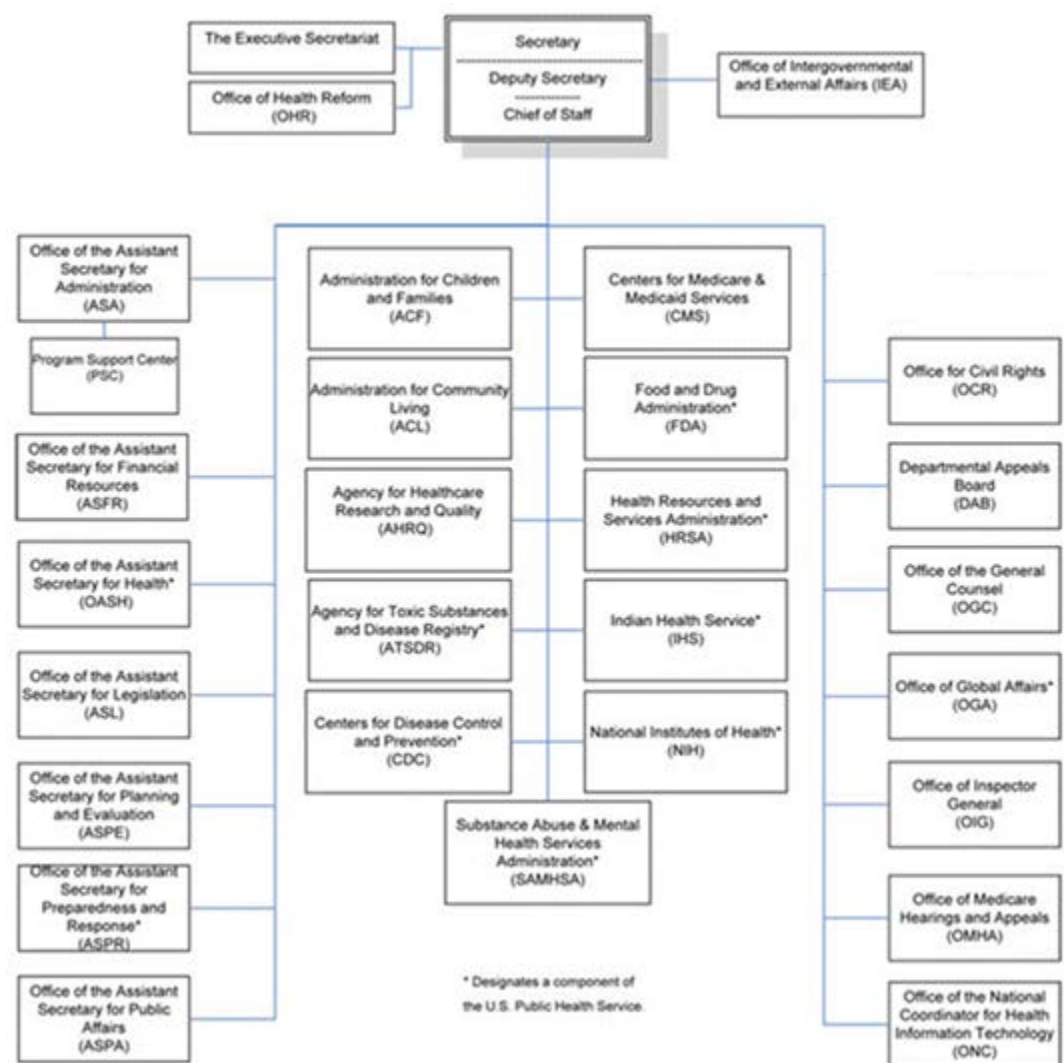 The Executive Secretariat
Office of Health Reform
(OHR)
Secretary
Deputy Secretary
Chief of Staff
Office of Intergovernmental
and External Affairs (IEA)
Office of the Assistant
Secretary for
Administration
(ASA)
Program Support Center
(PSC)
Office of the Assistant
Secretary for Financial
Resources
(ASFR)
Office of the Assistant
Secretary for Health*
(OASH)
Office of the Assistant
Secretary for Legislation
(ASL)
Office of the Assistant
Secretary for Planning
and Evaluation
(ASPE)
Office of the Assistant
Secretary for
Preparedness and
Response*
(ASPR)
Office of the Assistant
Secretary for Public
Affairs
(ASPA)
Administration for Children
and Families
(ACF)
Administration for Community
Living
(ACL)
Agency for Healthcare
Research and Quality
(AHRQ)
Agency for Toxic Substances
and Disease Registry*
(ATSDR)
Centers for Disease Control
and Prevention*
(CDC)
Centers for Medicare &
Medicaid Services
(CMS)
Food and Drug
Administration*
(FDA)
Health Resources and
Services Administration*
(HRSA)
Indian Health Service*
(IHS)
National Institutes of Health*
(NIH)
Substance Abuse & Mental
Health Services
Administration*
(SAMHSA)
Office for Civil Rights
(OCR)
Departmental Appeals
Board
(DAB)
Office of the General
Counsel
(OGC)
Office of Global Affairs*
(OGA)
Office of Inspector
General
(OIG)
Office of Medicare
Hearings and Appeals
(OMHA)
Office of the National
Coordinator for Health
Information Technology
(ONC)
* Designates a component of
the U.S. Public Health Service.